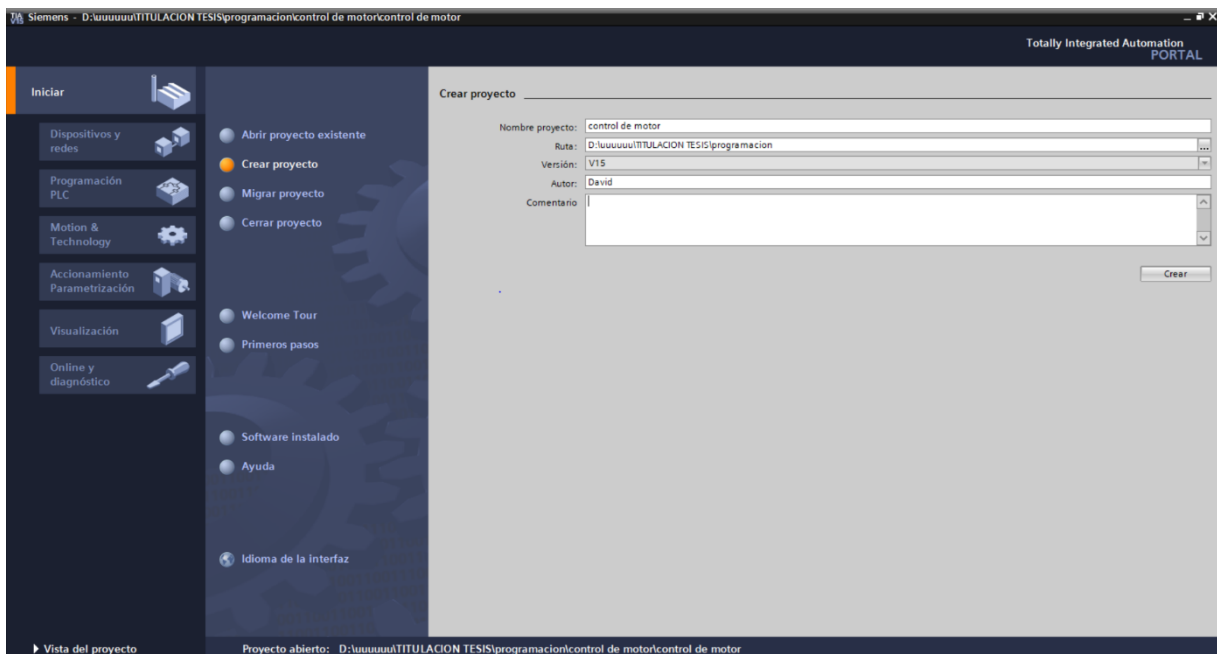 Siemens - D:\uuuuuu\TITULACION TESIS\programacion\control de motor\control de motor
Totally Integrated Automation
PORTAL
Iniciar
Dispositivos y
redes
Programación
PLC
Motion &
Technology
Accionamiento
Parametrización
Visualización
Online y
diagnóstico
Abrir proyecto existente
Crear proyecto
Migrar proyecto
Cerrar proyecto
Welcome Tour
Primeros pasos
Software instalado
Ayuda
Idioma de la interfaz
Crear proyecto
Nombre proyecto: control de motor
Ruta: D:\uuuuuu\TITULACION TESIS\programacion
...
Versión: V15
Autor: David
Comentario
Crear
Vista del proyecto
Proyecto abierto: D:\uuuuuu\TITULACION TESIS\programacion\control de motor\control de motor